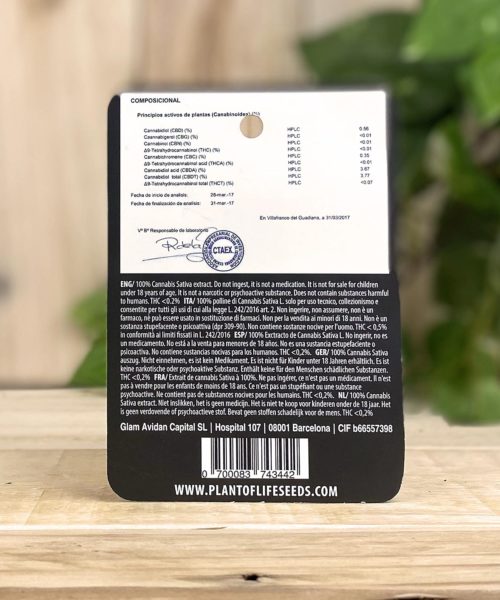 COMPOSICIONAL
Principios activos de plantas (Canabinoides) (%)
Cannabidiol (CBD) (%) HPLC 0.56
Cannabigerol (CBG) (%) HPLC <0.01
Cannabinol (CBN) (%) HPLC <0.01
Δ9-Tetrahydrocannabinol (THC) (%) HPLC <0.01
Cannabichromene (CBC) (%) HPLC 0.35
Δ9-Tetrahydrocannabinol acid (THCA) (%) HPLC <0.01
Cannabidiol acid (CBDA) (%) HPLC 3.67
Cannabidiol total (CBDT) (%) HPLC 3.77
Δ9-Tetrahydrocannabinol total (THCT) (%) HPLC <0.07
Fecha de inicio de análisis: 28-mar.-17
Fecha de finalización de analisis: 31-mar.-17
En Villafranco del Guadiana, a 31/03/2017
Vº Bº Responsable de laboratorio
CTAEX
ENG/ 100% Cannabis Sativa extract. Do not ingest, it is not a medication. It is not for sale for children
under 18 years of age. It is not a narcotic or psychoactive substance. Does not contain substances harmful
to humans. THC <0.2% ITA/ 100% polline di Cannabis Sativa L. solo per uso tecnico, collezionismo e
consentite per tutti gli usi di cui alla legge L. 242/2016 art. 2. Non ingerire, non assumere, non è un
farmaco, nè può essere usato in sostituzione di farmaci. Non per la vendita ai minori di 18 anni. Non è una
sostanza stupefacente o psicoattiva (dpr 309-90). Non contiene sostanze nocive per l'uomo. THC < 0,5%
in conformità ai limiti fissati in L. 242/2016 ESP/ 100% Exctracto de Cannabis Sativa L. No ingerir, no es
un medicamento. No está a la venta para menores de 18 años. No es una sustancia estupefaciente o
psicoactiva. No contiene sustancias nocivas para los humanos. THC <0,2%. GER/ 100% Cannabis Sativa
auszug. Nicht einnehmen, es ist kein Medikament. Es ist nicht für Kinder unter 18 Jahren erhältlich. Es ist
keine narkotische oder psychoaktive Substanz. Enthält keine für den Menschen schädlichen Substanzen.
THC <0,2% FRA/ Extrait de cannabis Sativa à 100%. Ne pas ingérer, ce n'est pas un médicament. Il n'est
pas à vendre pour les enfants de moins de 18 ans. Ce n'est pas un stupéfiant ou une substance
psychoactive. Ne contient pas de substances nocives pour les humains. THC <0,2%. NL/ 100% Cannabis
Sativa extract. Niet inslikken, het is geen medicijn. Het is niet te koop voor kinderen onder de 18 jaar. Het
is geen verdovende of psychoactieve stof. Bevat geen stoffen schadelijk voor de mens. THC <0,2%
Glam Avidan Capital SL | Hospital 107 | 08001 Barcelona | CIF b66557398
0 700083 743442
WWW.PLANTOFLIFESEEDS.COM